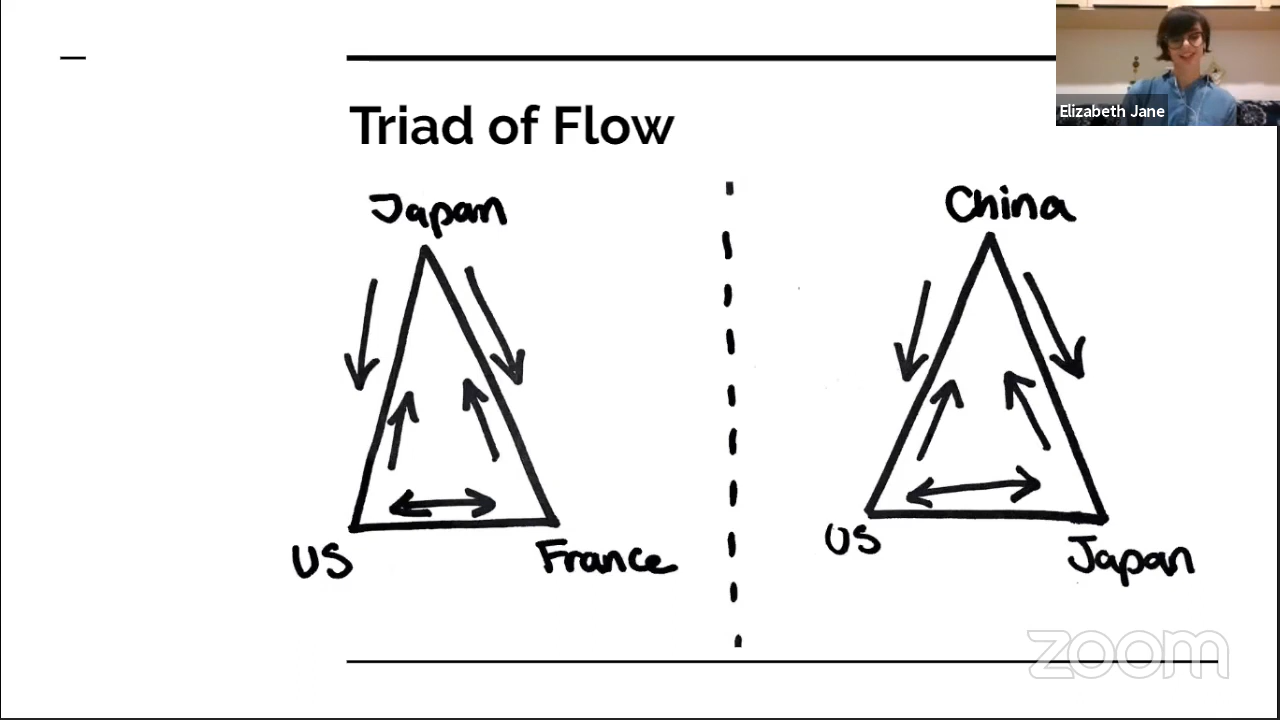 Elizabeth Jane
Triad of Flow
Japan
US
France
China
US
Japan
zoom